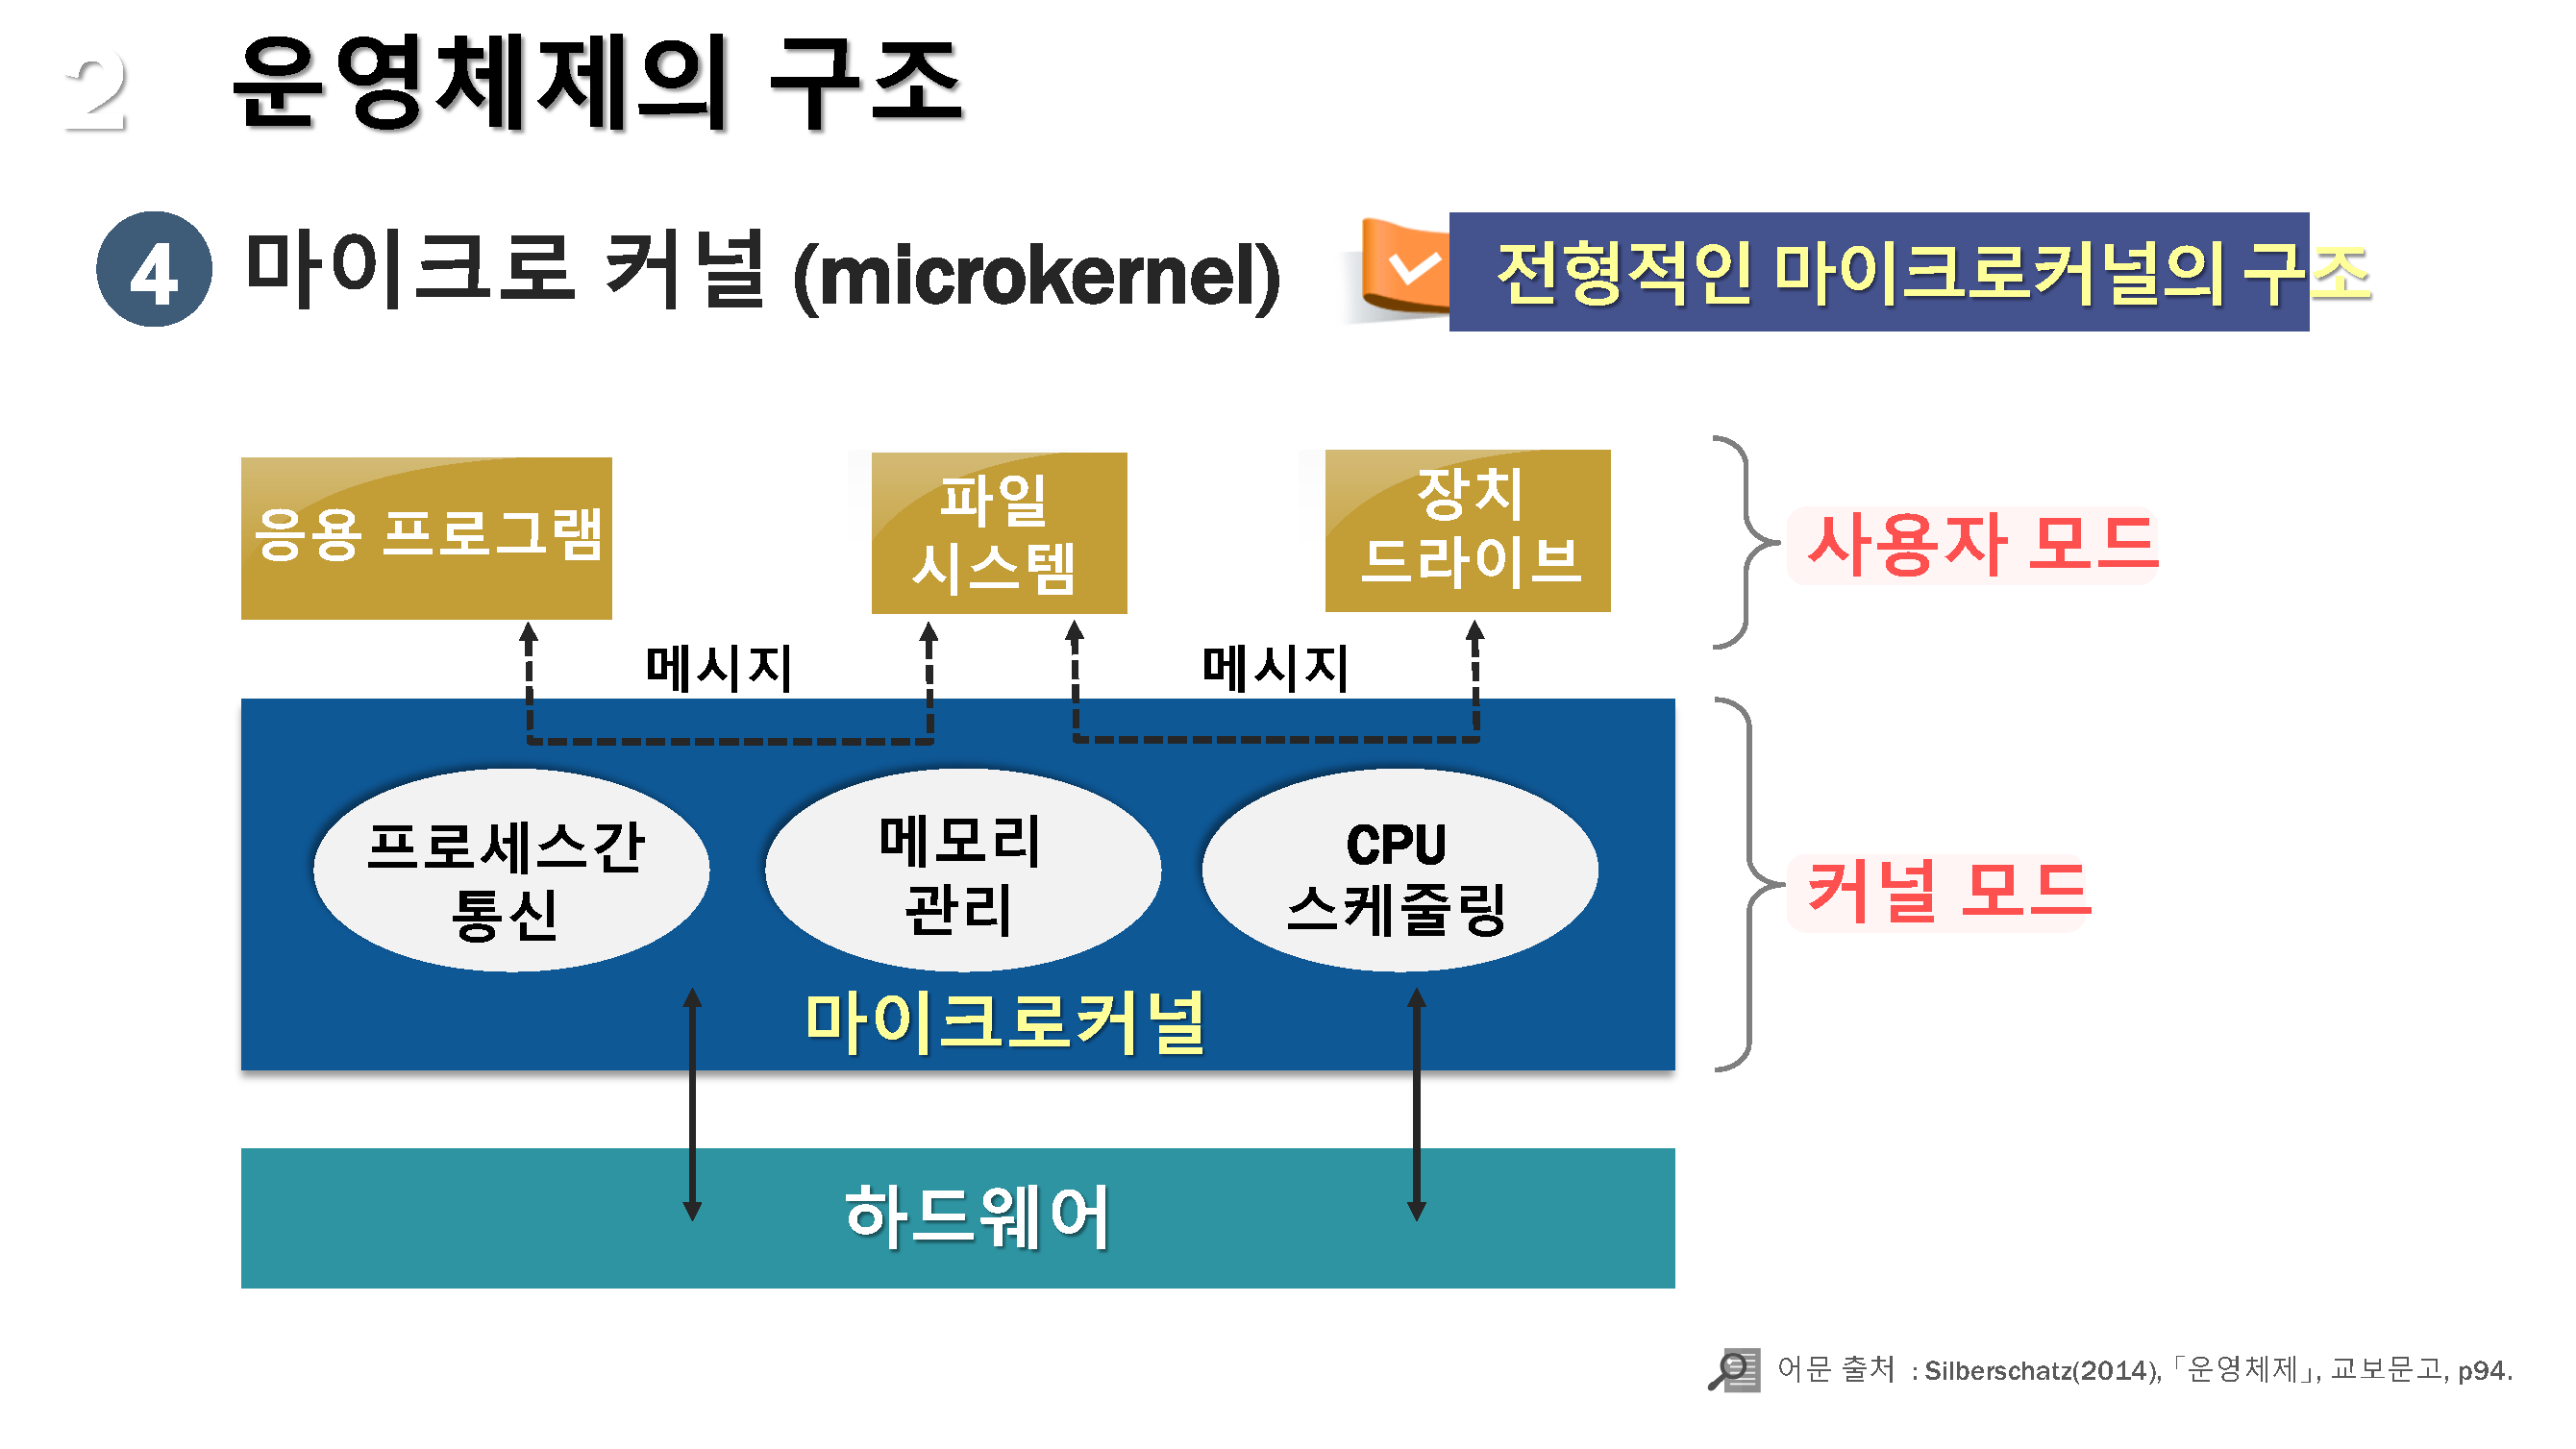 2 운영체제의 구조
4 마이크로 커널 (microkernel)
전형적인 마이크로커널의 구조
응용 프로그램
파일
시스템
장치
드라이브
사용자 모드
메시지
메시지
프로세스간
통신
메모리
관리
CPU
스케줄링
커널 모드
마이크로커널
하드웨어
어문 출처 : Silberschatz(2014), 「운영체제」, 교보문고, p94.